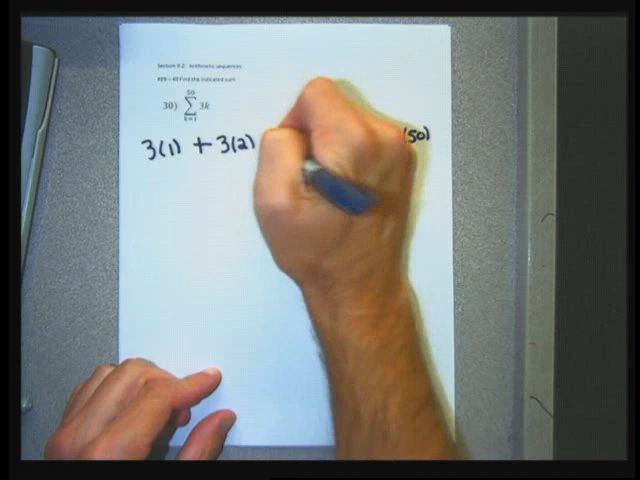 Section 9.2: Arithmetic sequences:
#29 – 40 Find the indicated sum
30) 50 ∑ k=1 3k
3(1) + 3(2) (50)